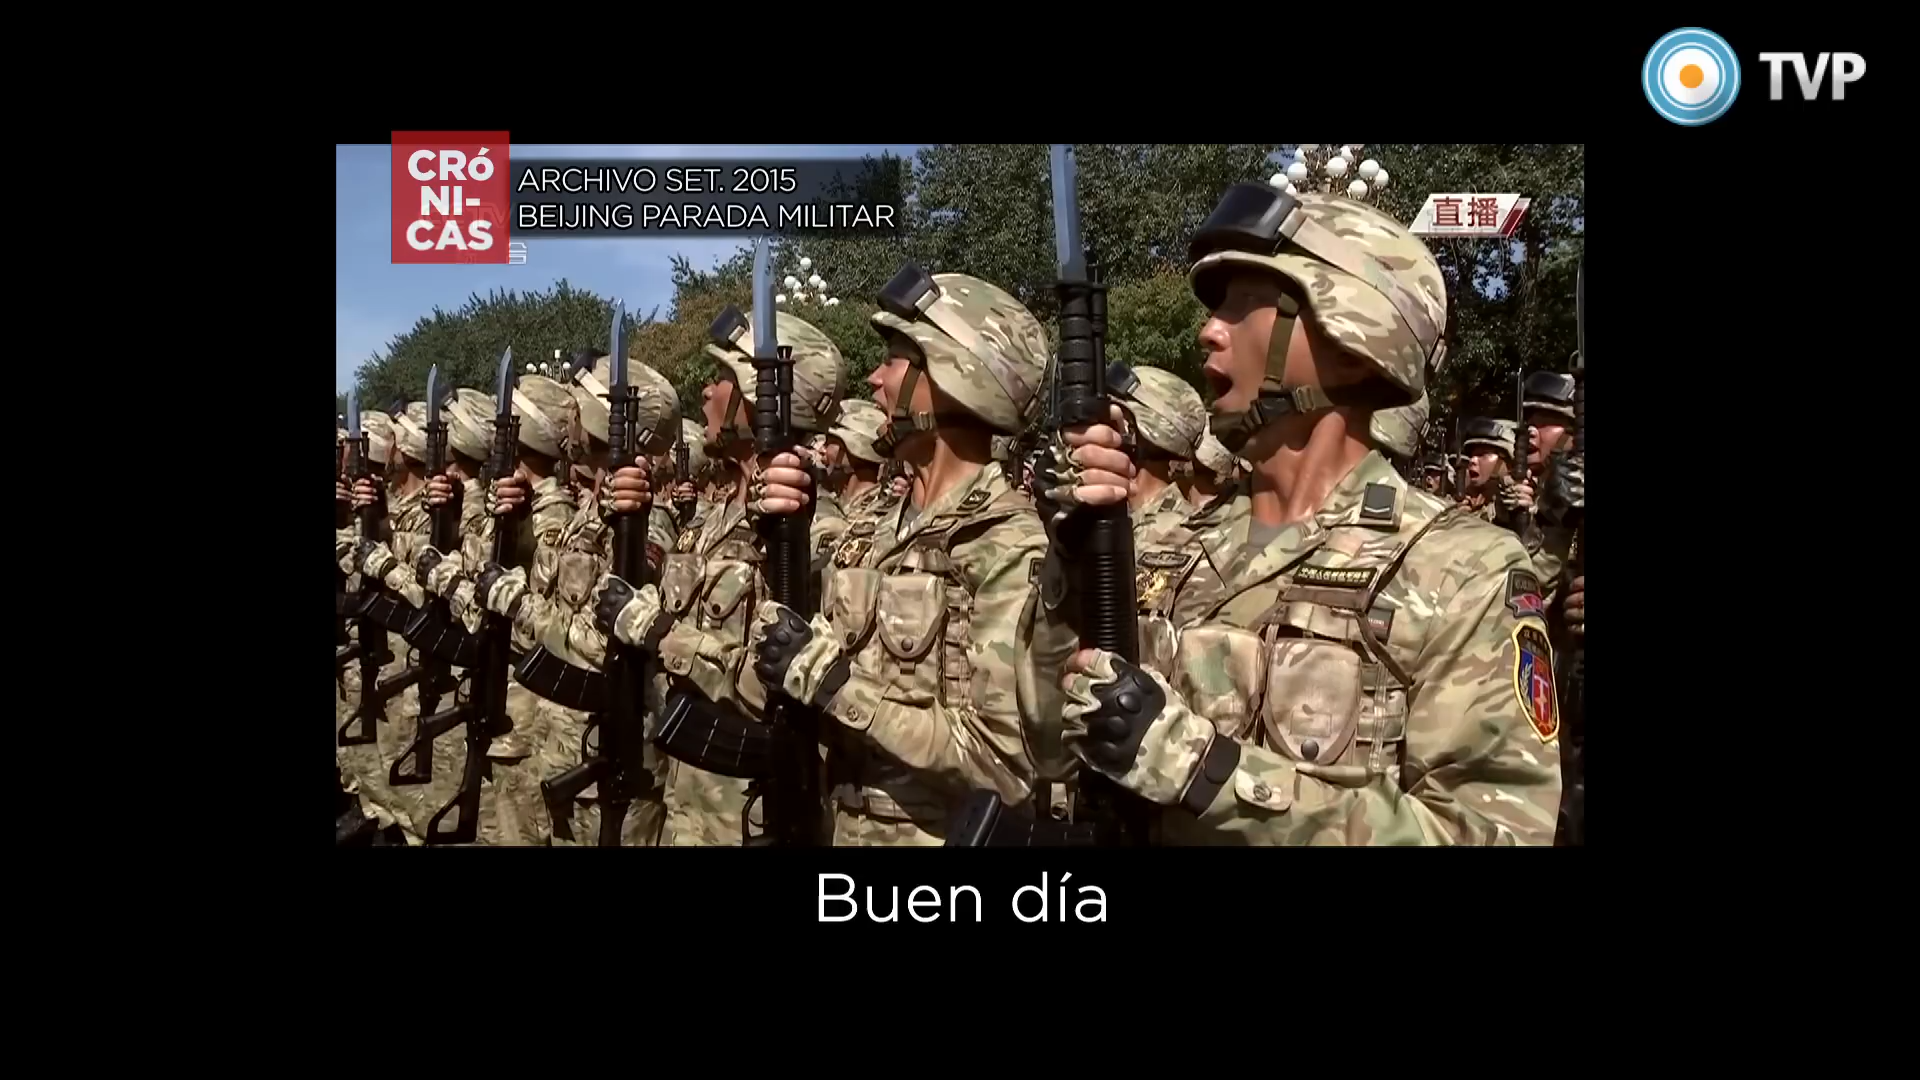 TVP
CRó
NI-
CAS
ARCHIVO SET. 2015
BEIJING PARADA MILITAR
直播
Buen día